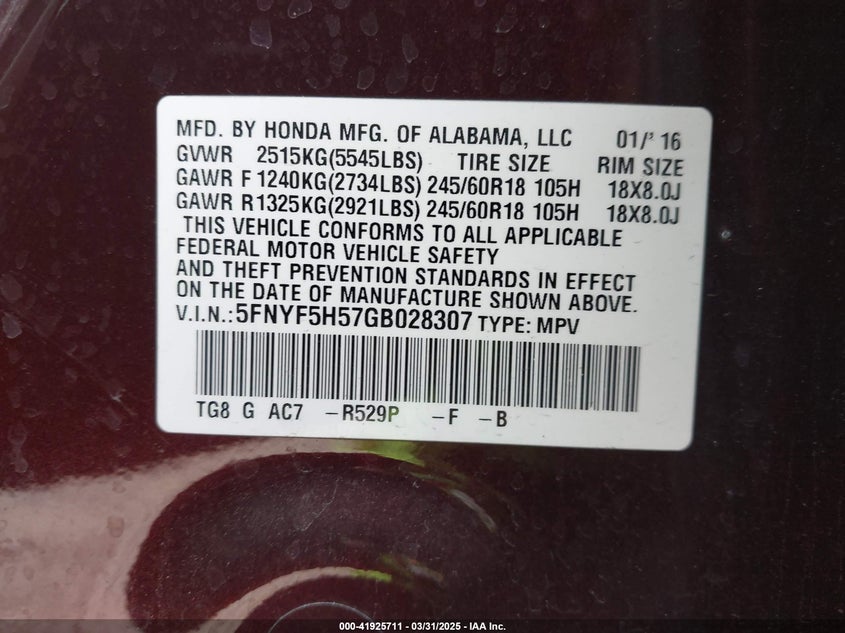 MFD. BY HONDA MFG. OF ALABAMA, LLC 01/' 16
GVWR 2515KG(5545LBS) TIRE SIZE RIM SIZE
GAWR F 1240KG(2734LBS) 245/60R18 105H 18X8.0J
GAWR R1325KG(2921LBS) 245/60R18 105H 18X8.0J
THIS VEHICLE CONFORMS TO ALL APPLICABLE
FEDERAL MOTOR VEHICLE SAFETY
AND THEFT PREVENTION STANDARDS IN EFFECT
ON THE DATE OF MANUFACTURE SHOWN ABOVE.
V.I.N.:5FNYF5H57GB028307 TYPE: MPV
TG8 G AC7 -R529P -F -B
000-41925711 - 03/31/2025 - IAA Inc.